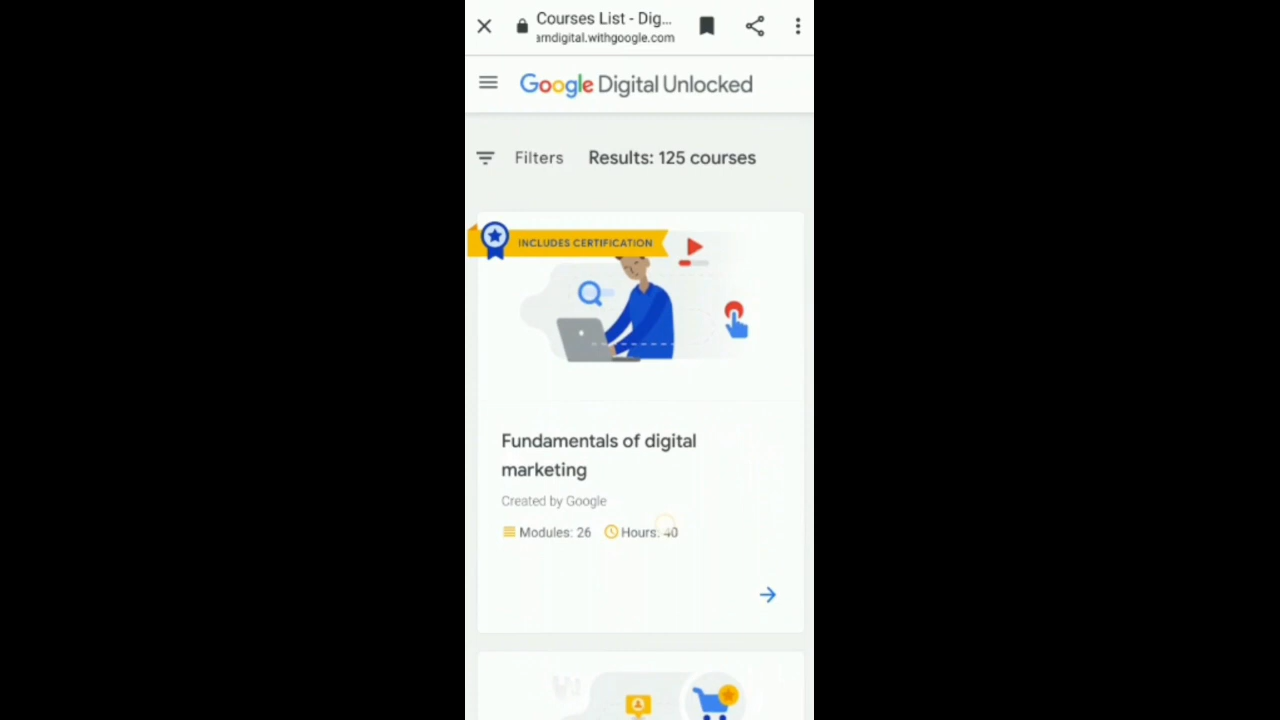 Courses List - Dig...
amdigital.withgoogle.com
Google Digital Unlocked
Filters Results: 125 courses
INCLUDES CERTIFICATION
Fundamentals of digital
marketing
Created by Google
Modules: 26 Hours: 40